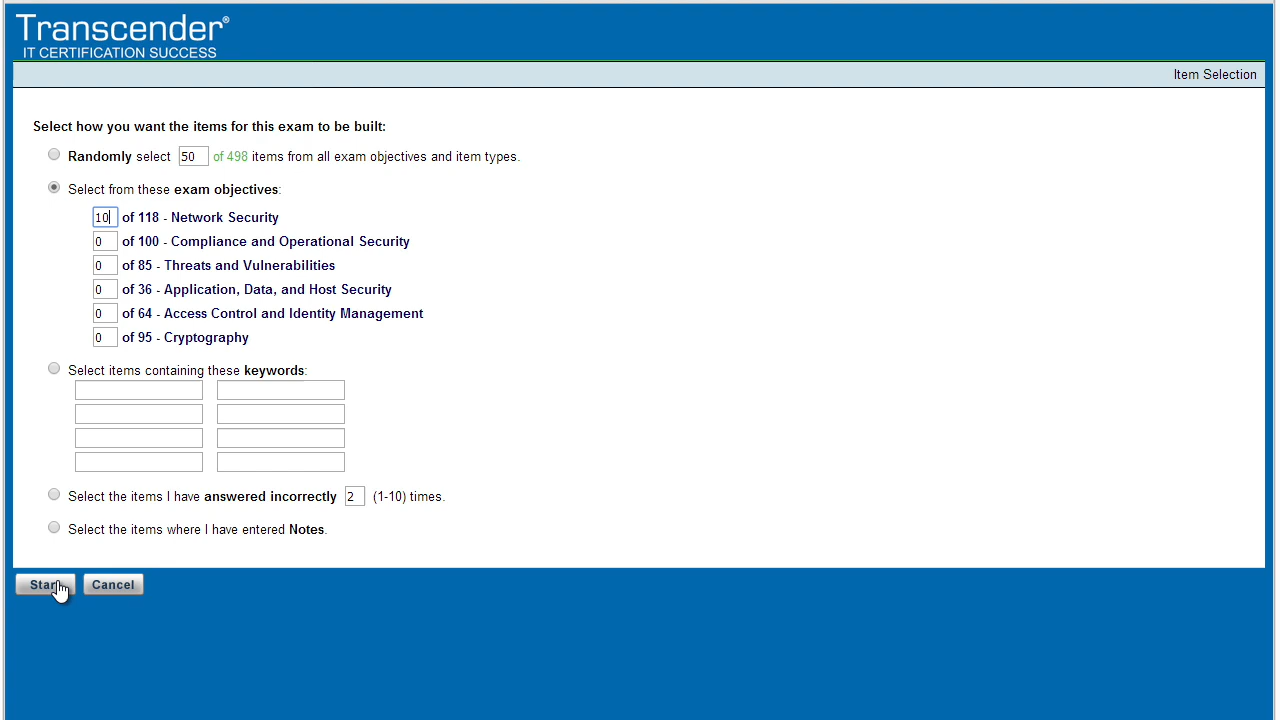 Transcender®
IT CERTIFICATION SUCCESS
Item Selection
Select how you want the items for this exam to be built:
Randomly select 50 of 498 items from all exam objectives and item types.
Select from these exam objectives:
10 of 118 - Network Security
0 of 100 - Compliance and Operational Security
0 of 85 - Threats and Vulnerabilities
0 of 36 - Application, Data, and Host Security
0 of 64 - Access Control and Identity Management
0 of 95 - Cryptography
Select items containing these keywords:
Select the items I have answered incorrectly 2 (1-10) times.
Select the items where I have entered Notes.
Start Cancel